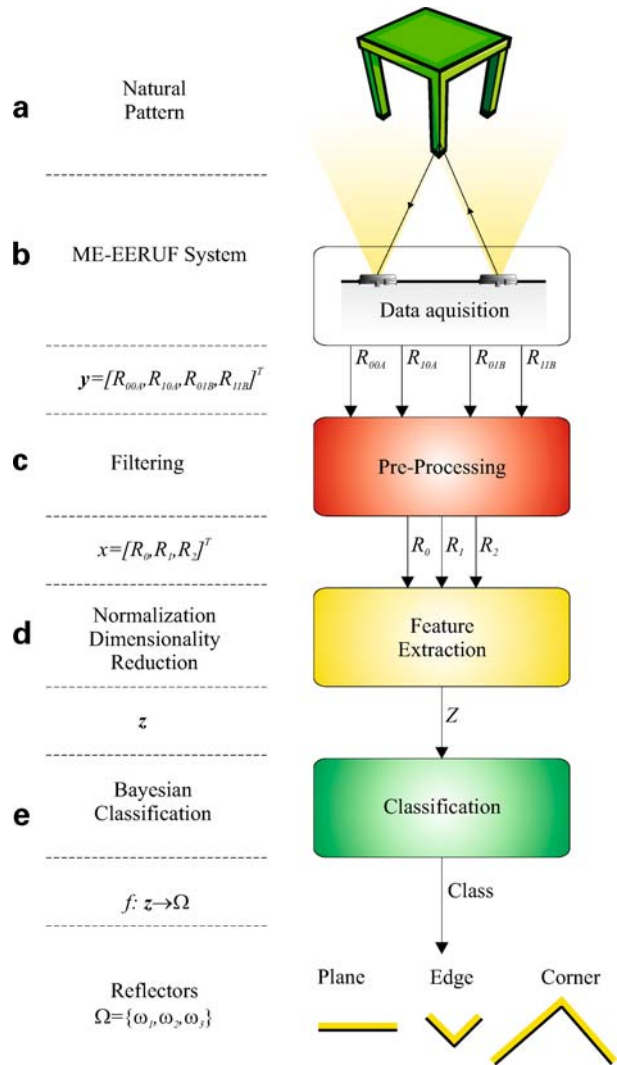 a
Natural
Pattern
b
ME-EERUF System
Data aquisition
y=[R00A,R10A,R01B,R11B]^T
R00A R10A R01B R11B
c
Filtering
Pre-Processing
x=[R0,R1,R2]^T
R0 R1 R2
d
Normalization
Dimensionality
Reduction
Feature
Extraction
z
Z
e
Bayesian
Classification
Classification
f: z→Ω
Class
Reflectors
Ω={ω1,ω2,ω3}
Plane Edge Corner